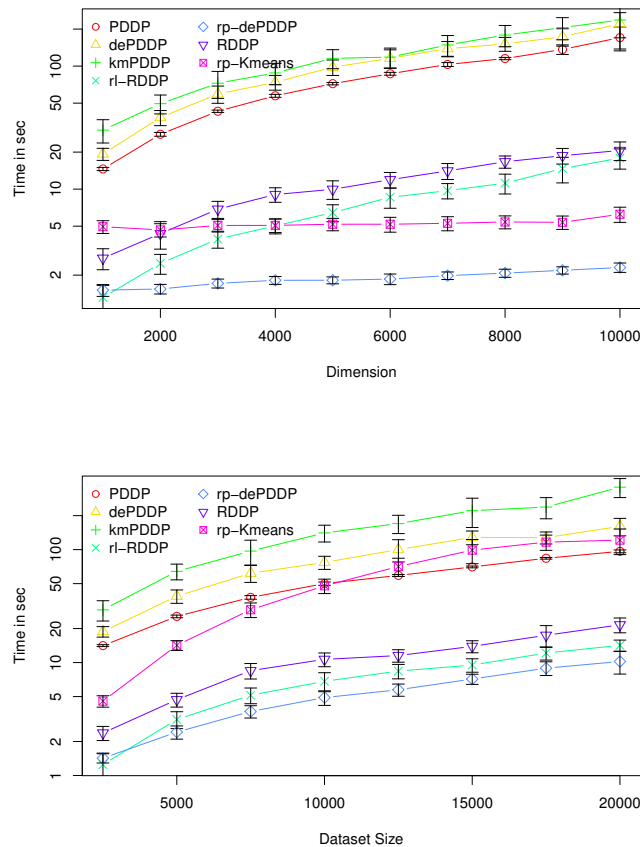 PDDP
dePDDP
kmPDDP
rl−RDDP
rp−dePDDP
RDDP
rp−Kmeans
Time in sec
100
50
20
10
5
2
2000
4000
6000
8000
10000
Dimension
PDDP
dePDDP
kmPDDP
rl−RDDP
rp−dePDDP
RDDP
rp−Kmeans
Time in sec
100
50
20
10
5
2
1
5000
10000
15000
20000
Dataset Size